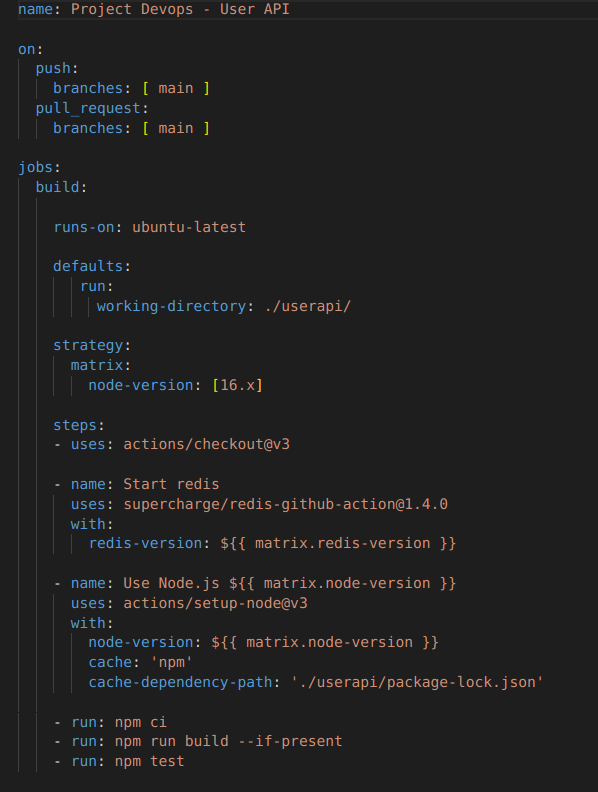 name: Project Devops - User API
on:
push:
branches: [ main ]
pull_request:
branches: [ main ]
jobs:
build:
runs-on: ubuntu-latest
defaults:
run:
working-directory: ./userapi/
strategy:
matrix:
node-version: [16.x]
steps:
- uses: actions/checkout@v3
- name: Start redis
uses: supercharge/redis-github-action@1.4.0
with:
redis-version: ${{ matrix.redis-version }}
- name: Use Node.js ${{ matrix.node-version }}
uses: actions/setup-node@v3
with:
node-version: ${{ matrix.node-version }}
cache: 'npm'
cache-dependency-path: './userapi/package-lock.json'
- run: npm ci
- run: npm run build --if-present
- run: npm test